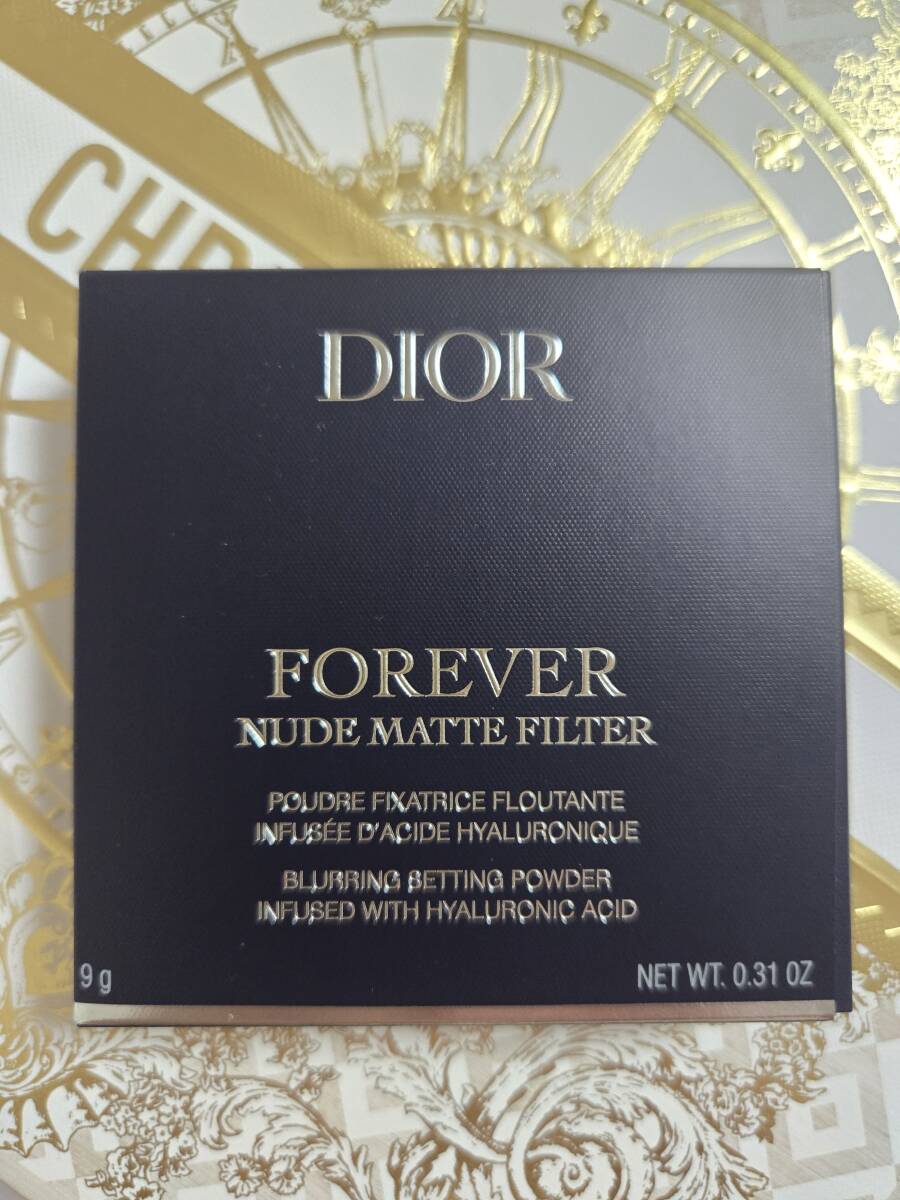 CH
DIOR
FOREVER
NUDE MATTE FILTER
POUDRE FIXATRICE FLOUTANTE
INFUSÉE D'ACIDE HYALURONIQUE
BLURRING SETTING POWDER
INFUSED WITH HYALURONIC ACID
9 g NET WT. 0.31 OZ